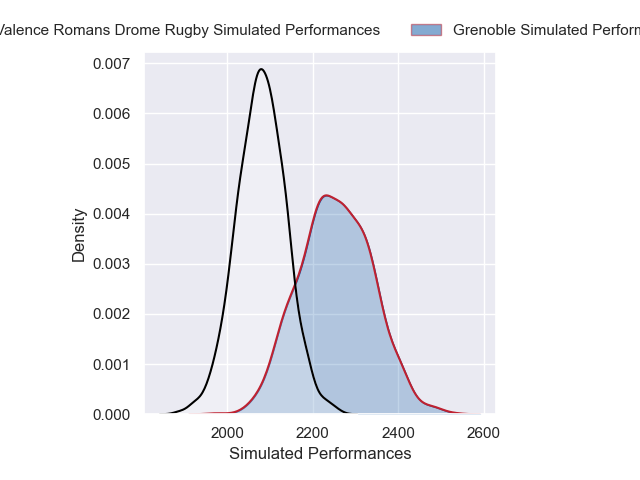 Valence Romans Drome Rugby Simulated Performances Grenoble Simulated Perform
0.007
0.006
0.005
0.004
0.003
0.002
0.001
0.000
Density
2000 2200 2400 2600
Simulated Performances